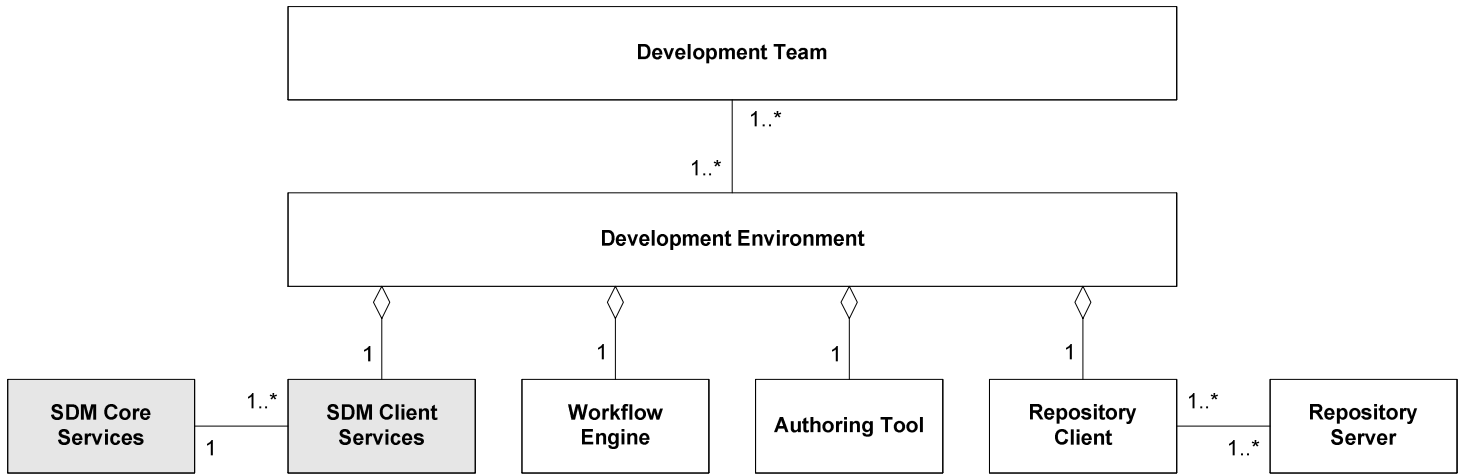 Development Team
1..*
1..*
Development Environment
1
1
1
1
SDM Core
Services
1..*
1
SDM Client
Services
Workflow
Engine
Authoring Tool
Repository
Client
1..*
1..*
Repository
Server